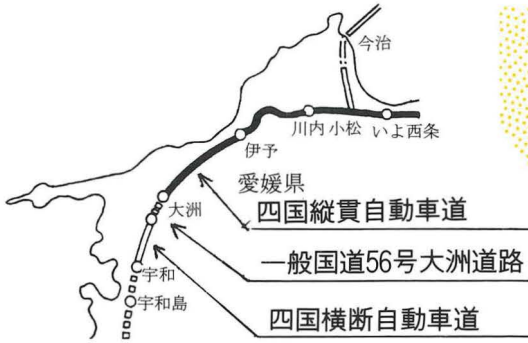 今治
川内 小松 いよ西条
伊予
愛媛県
大洲
四国縦貫自動車道
一般国道56号大洲道路
宇和
宇和島
四国横断自動車道